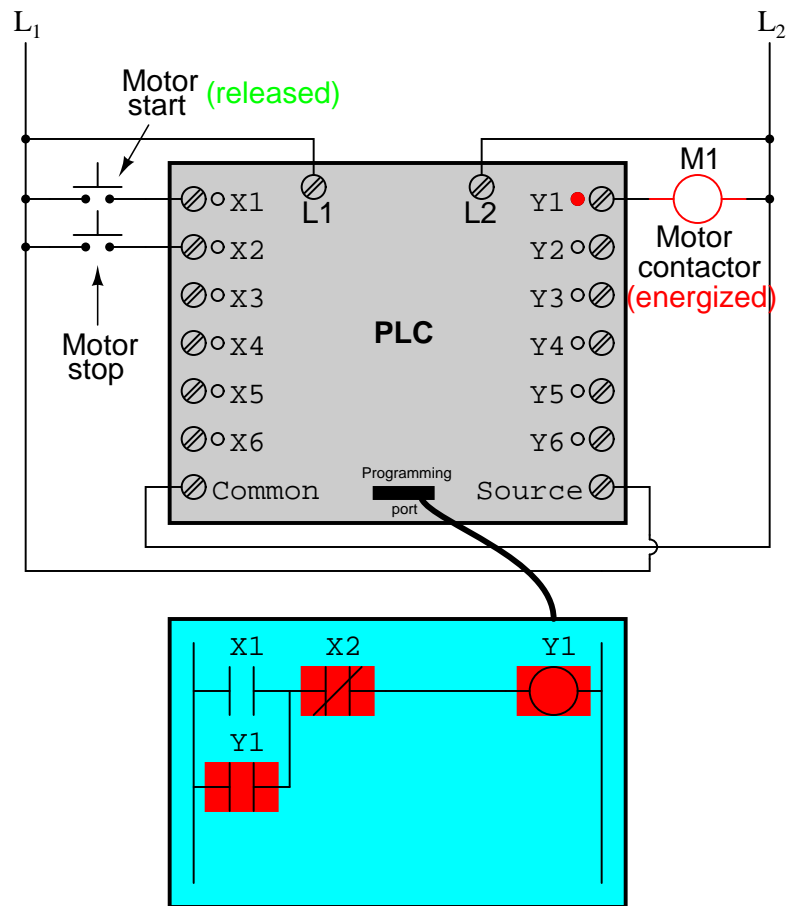 L1
L2
Motor
start (released)
M1
X1
L1
L2
Y1
X2
Y2
Motor
contactor
(energized)
X3
Y3
Motor
stop
PLC
X4
Y4
X5
Y5
X6
Y6
Common
Programming
port
Source
X1
X2
Y1
Y1